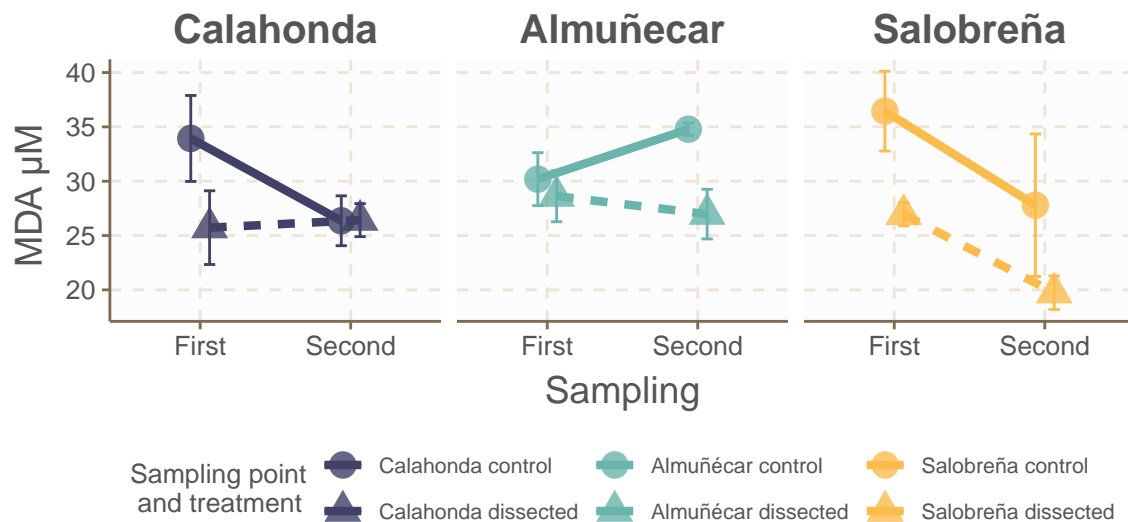 Calahonda Almuñecar Salobreña
40
35
30
25
20
MDA µM
First Second First Second First Second
Sampling
Sampling point
and treatment
Calahonda control Almuñécar control Salobreña control
Calahonda dissected Almuñécar dissected Salobreña dissected